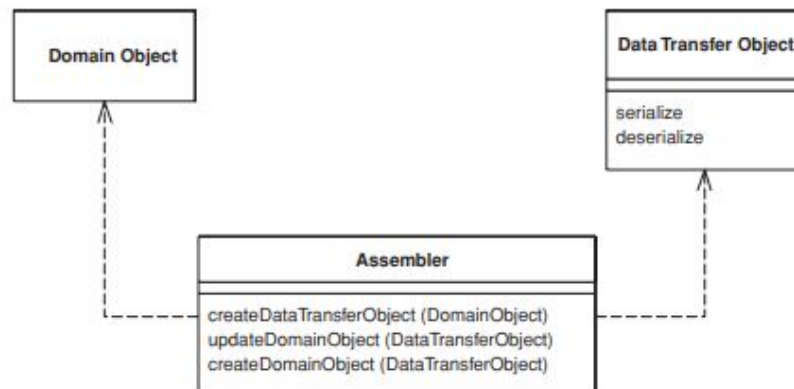 Domain Object
Data Transfer Object
serialize
deserialize
Assembler
createDataTransferObject (DomainObject)
updateDomainObject (DataTransferObject)
createDomainObject (DataTransferObject)